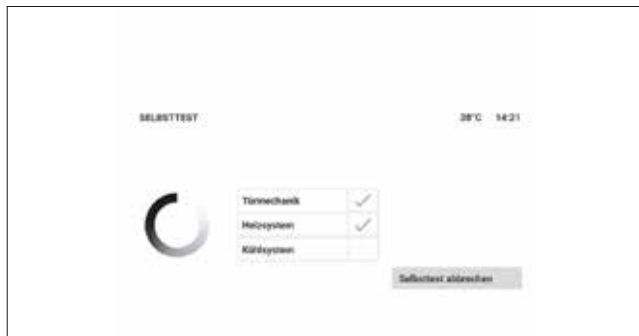 SELBSTTEST
28°C 14:21
Türmechanik
Heizsystem
Kühlsystem
Selbsttest abbrechen